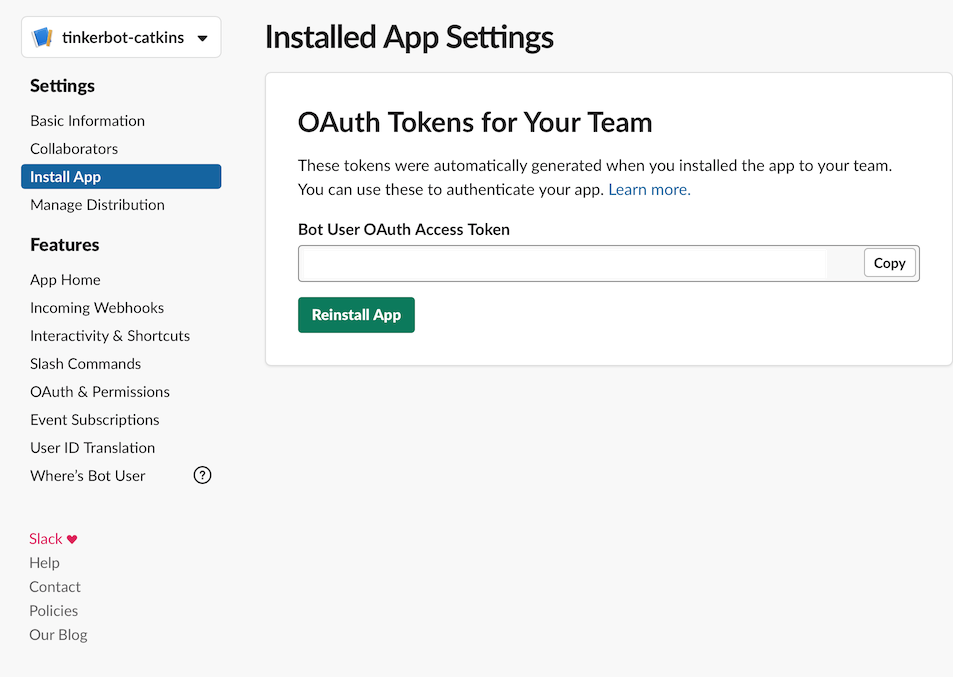 tinkerbot-catkins
Installed App Settings
Settings
Basic Information
Collaborators
Install App
Manage Distribution
Features
App Home
Incoming Webhooks
Interactivity & Shortcuts
Slash Commands
OAuth & Permissions
Event Subscriptions
User ID Translation
Where's Bot User
?
Slack ♥
Help
Contact
Policies
Our Blog
OAuth Tokens for Your Team
These tokens were automatically generated when you installed the app to your team.
You can use these to authenticate your app. Learn more.
Bot User OAuth Access Token
Copy
Reinstall App